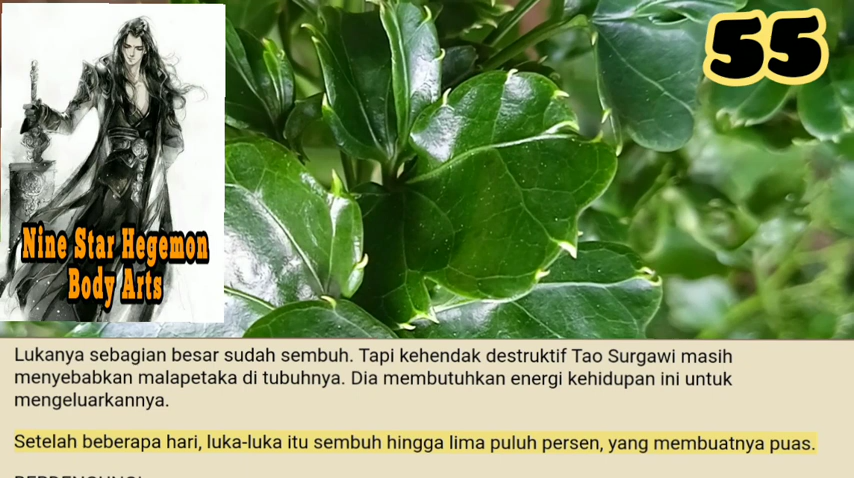 55
Nine Star Hegemon
Body Arts
Lukanya sebagian besar sudah sembuh. Tapi kehendak destruktif Tao Surgawi masih
menyebabkan malapetaka di tubuhnya. Dia membutuhkan energi kehidupan ini untuk
mengeluarkannya.
Setelah beberapa hari, luka-luka itu sembuh hingga lima puluh persen, yang membuatnya puas.